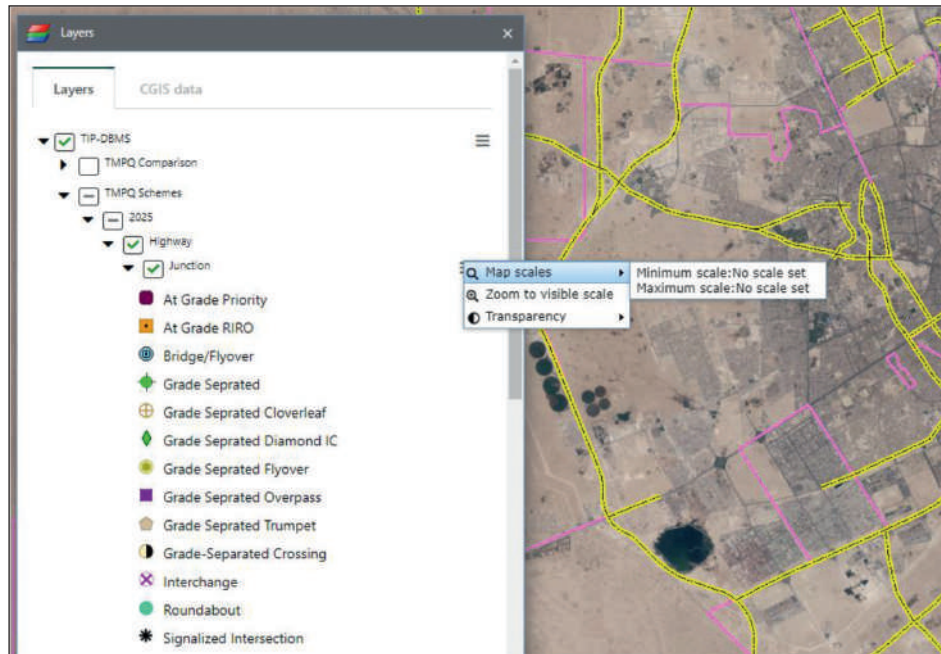 Layers
Layers CGIS data
TIP-DBMS
TMPQ Comparison
TMPQ Schemes
2025
Highway
Junction
Map scales
Minimum scale:No scale set
Maximum scale:No scale set
Zoom to visible scale
Transparency
At Grade Priority
At Grade RIRO
Bridge/Flyover
Grade Seprated
Grade Seprated Cloverleaf
Grade Seprated Diamond IC
Grade Seprated Flyover
Grade Seprated Overpass
Grade Seprated Trumpet
Grade-Separated Crossing
Interchange
Roundabout
Signalized Intersection